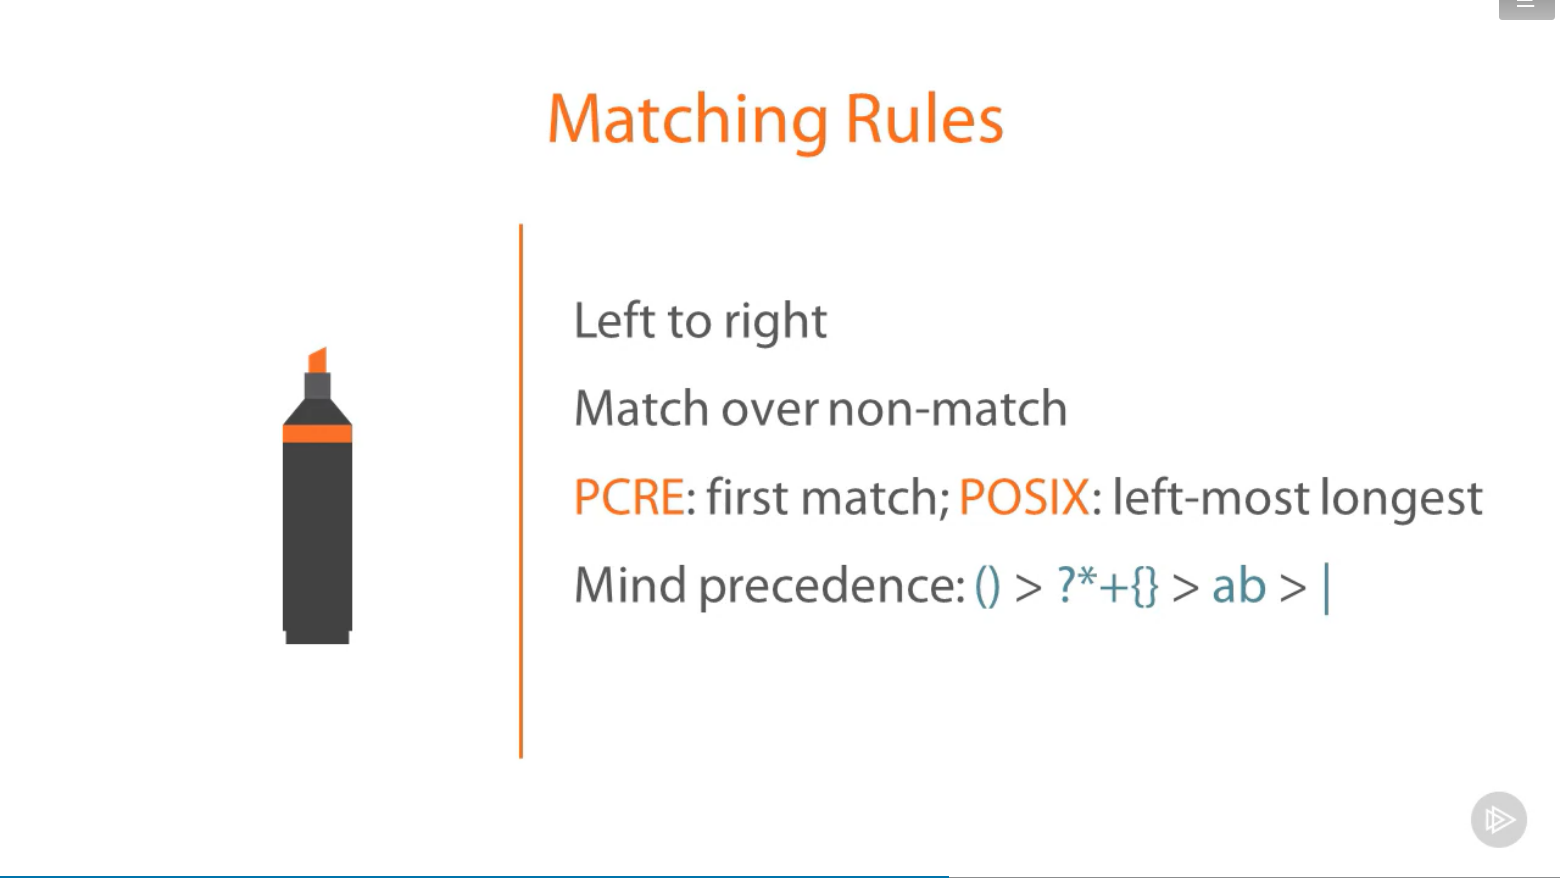 Matching Rules
Left to right
Match over non-match
PCRE: first match; POSIX: left-most longest
Mind precedence: () > ?*+{} > ab > |